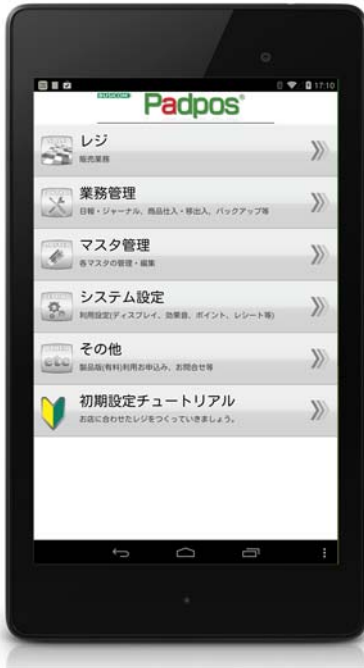 17:10
BUSICOM
Padpos®
レジ
販売業務
業務管理
日報・ジャーナル、商品仕入・移出入、バックアップ等
マスタ管理
各マスタの管理・編集
システム設定
利用設定(ディスプレイ、効果音、ポイント、レシート等)
etc
その他
製品版(有料)利用お申込み、お問合せ等
初期設定チュートリアル
お店に合わせたレジをつくっていきましょう。